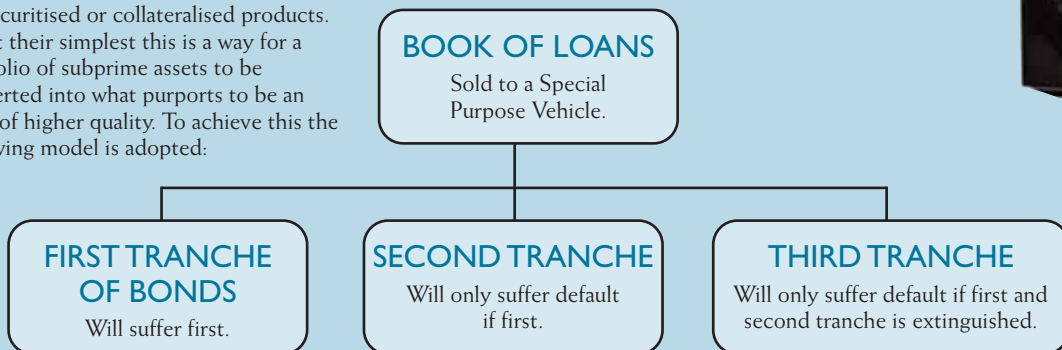 curitised or collateralised products.
t their simplest this is a way for a
olio of subprime assets to be
erted into what purports to be an
of higher quality. To achieve this the
wing model is adopted:
BOOK OF LOANS
Sold to a Special
Purpose Vehicle.
FIRST TRANCHE
OF BONDS
Will suffer first.
SECOND TRANCHE
Will only suffer default
if first.
THIRD TRANCHE
Will only suffer default if first and
second tranche is extinguished.